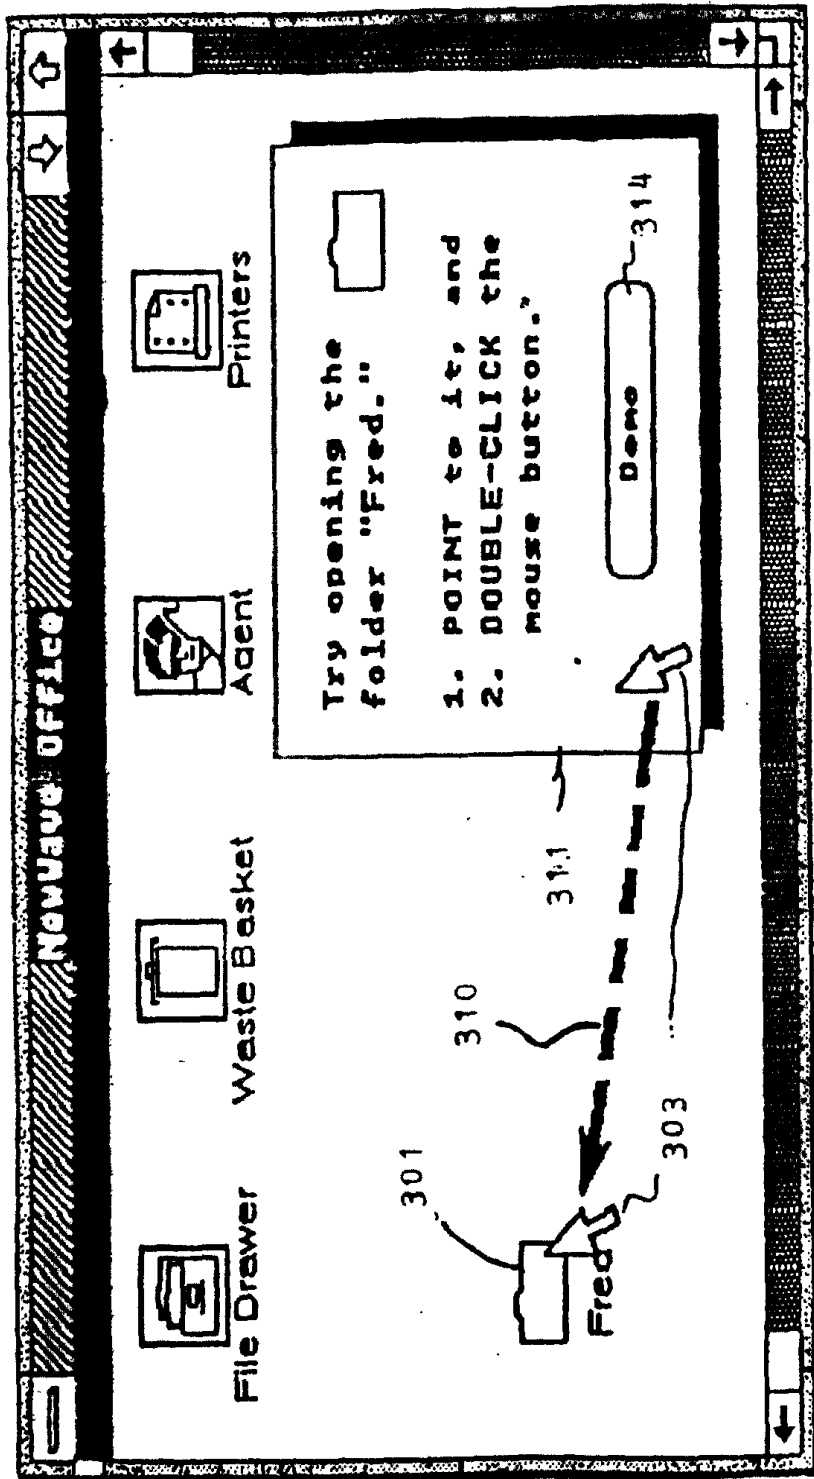 NewWave Office
File Drawer
Waste Basket
Agent
Printers
Try opening the
folder "Fred."
1. POINT to it, and
2. DOUBLE-CLICK the
mouse button."
Demo
314
311
310
301
303
Fred